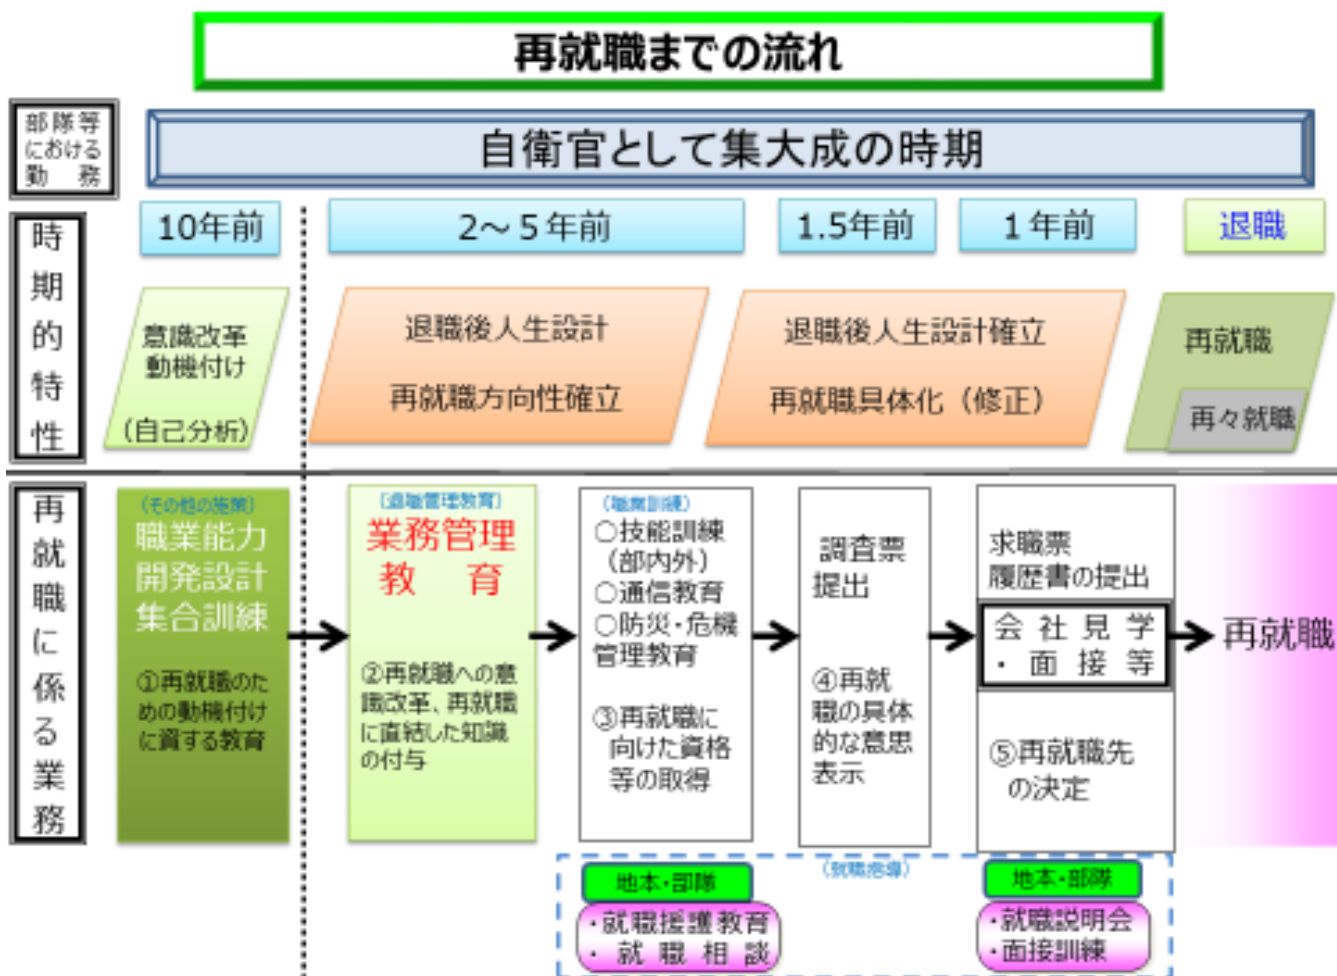 再就職までの流れ
部隊等
における
勤務
自衛官として集大成の時期
時期的特性
10年前
2～5年前
1.5年前
1年前
退職
意識改革
動機付け
（自己分析）
退職後人生設計
再就職方向性確立
退職後人生設計確立
再就職具体化（修正）
再就職
再々就職
再就職に係る業務
（その他の施策）
職業能力
開発設計
集合訓練
①再就職のた
めの動機付け
に資する教育
（退職管理教育）
業務管理
教育
②再就職への意
識改革、再就職
に直結した知識
の付与
（職業訓練）
○技能訓練
（部内外）
○通信教育
○防災・危機
管理教育
③再就職に
向けた資格
等の取得
調査票
提出
④再就
職の具体
的な意思
表示
求職票
履歴書の提出
会社見学
・面接等
⑤再就職先
の決定
再就職
（就職指導）
地本・部隊
・就職援護教育
・就職相談
地本・部隊
・就職説明会
・面接訓練